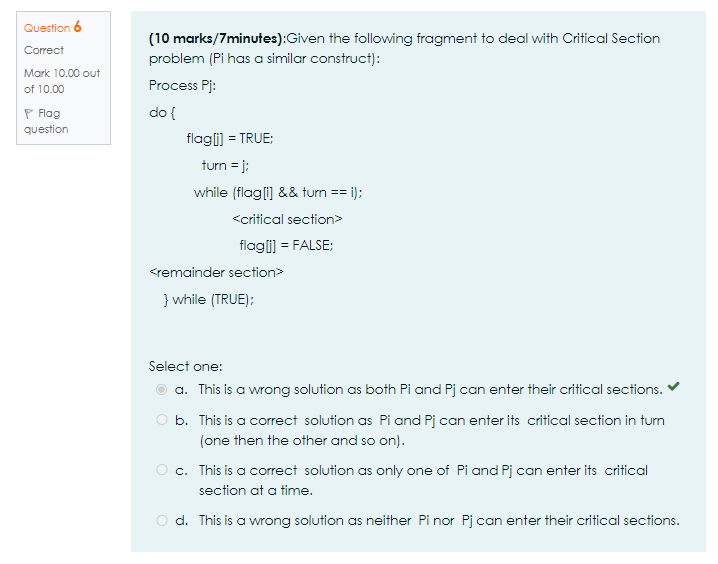 Question 6
Correct
Mark 10.00 out
of 10.00
Flag
question
(10 marks/7minutes):Given the following fragment to deal with Critical Section
problem (Pi has a similar construct):
Process Pj:
do {
flag[j] = TRUE;
turn = j;
while (flag[i] && turn == i);
<critical section>
flag[j] = FALSE;
<remainder section>
} while (TRUE);
Select one:
a. This is a wrong solution as both Pi and Pj can enter their critical sections.
b. This is a correct solution as Pi and Pj can enter its critical section in turn
(one then the other and so on).
c. This is a correct solution as only one of Pi and Pj can enter its critical
section at a time.
d. This is a wrong solution as neither Pi nor Pj can enter their critical sections.